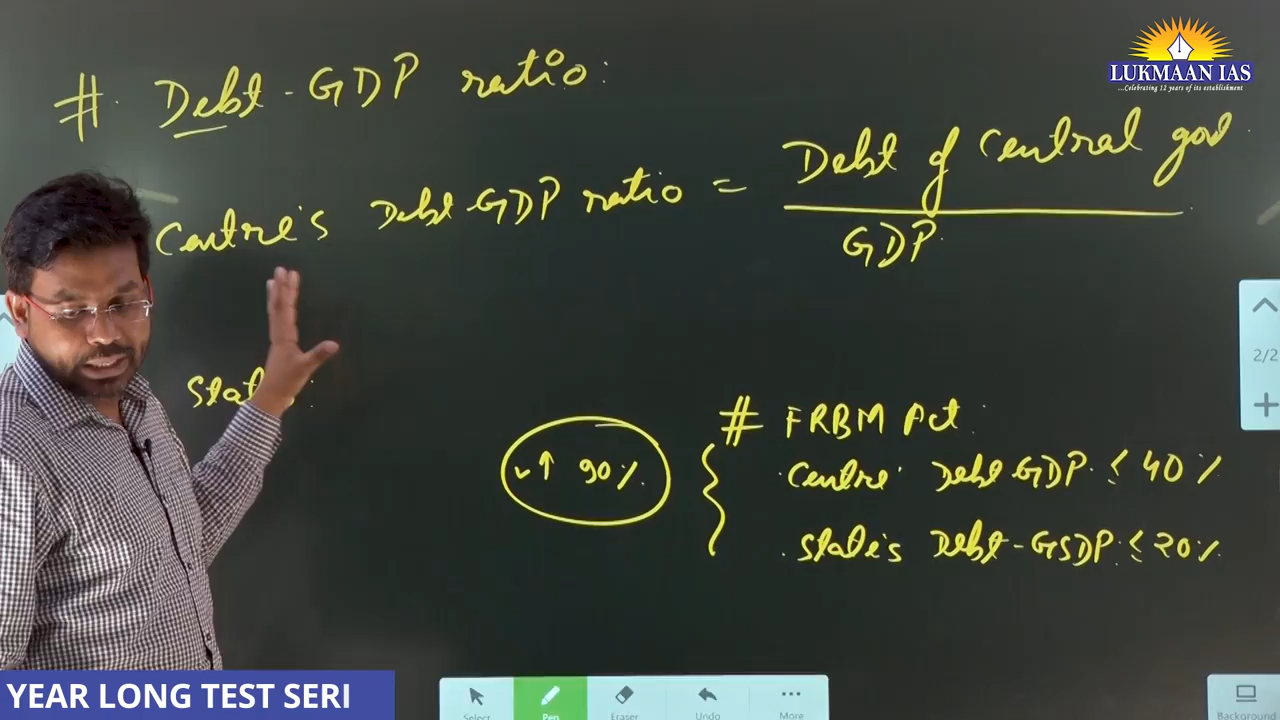 LUKMAAN IAS
...Celebrating 12 years of its establishment
# Debt-GDP ratio:
Centre's Debt-GDP ratio = Debt of Central govt
GDP
State
# FRBM Act
↑ 90%
Centre Debt GDP ≤ 40%
State's Debt-GSDP ≤ 20%
2/2
YEAR LONG TEST SERI
Select
Pen
Eraser
Undo
More
Background